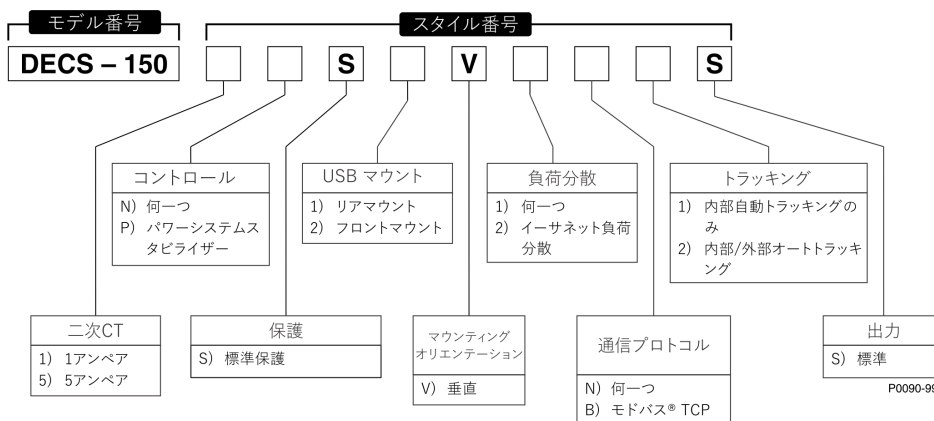 モデル番号
スタイル番号
DECS – 150
S
V
S
コントロール
N) 何一つ
P) パワーシステムス
タビライザー
USB マウント
1) リアマウント
2) フロントマウント
負荷分散
1) 何一つ
2) イーサネット負荷
分散
トラッキング
1) 内部自動トラッキングの
み
2) 内部/外部オートトラッキ
ング
二次CT
1) 1アンペア
5) 5アンペア
保護
S) 標準保護
マウンティング
オリエンテーション
V) 垂直
通信プロトコル
N) 何一つ
B) モドバス® TCP
出力
S) 標準
P0090-99